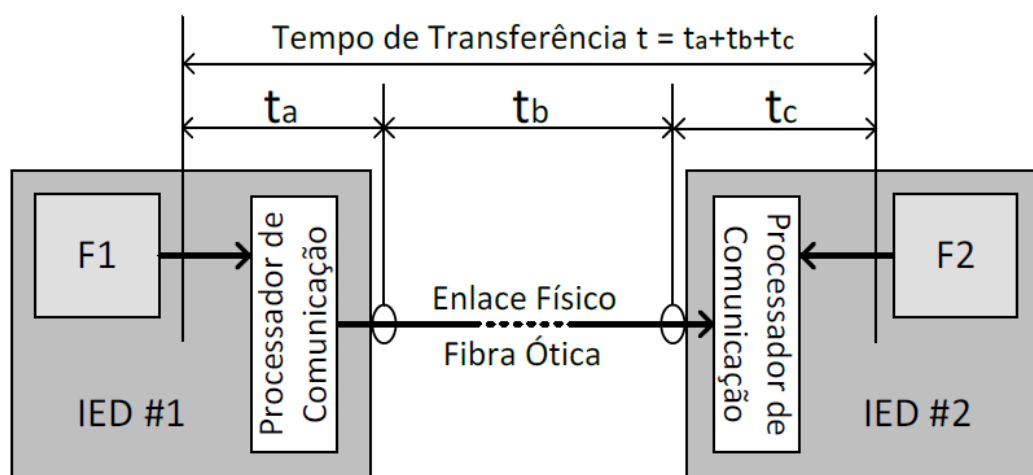 Tempo de Transferência t = ta+tb+tc
ta
tb
tc
F1
Processador de
Comunicação
Enlace Físico
Fibra Ótica
Processador de
Comunicação
F2
IED #1
IED #2